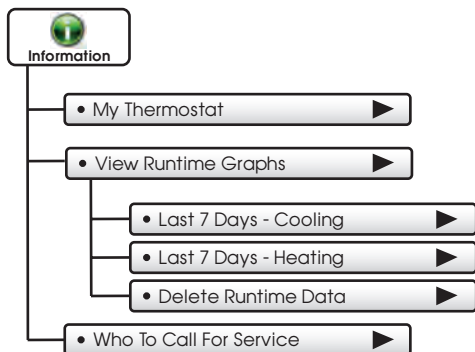 Information
• My Thermostat
• View Runtime Graphs
• Last 7 Days - Cooling
• Last 7 Days - Heating
• Delete Runtime Data
• Who To Call For Service